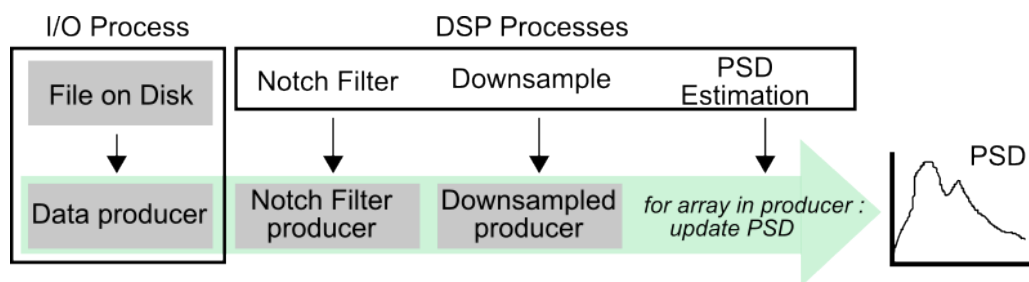 I/O Process
DSP Processes
File on Disk
Notch Filter
Downsample
PSD
Estimation
Data producer
Notch Filter
producer
Downsampled
producer
for array in producer :
update PSD
PSD